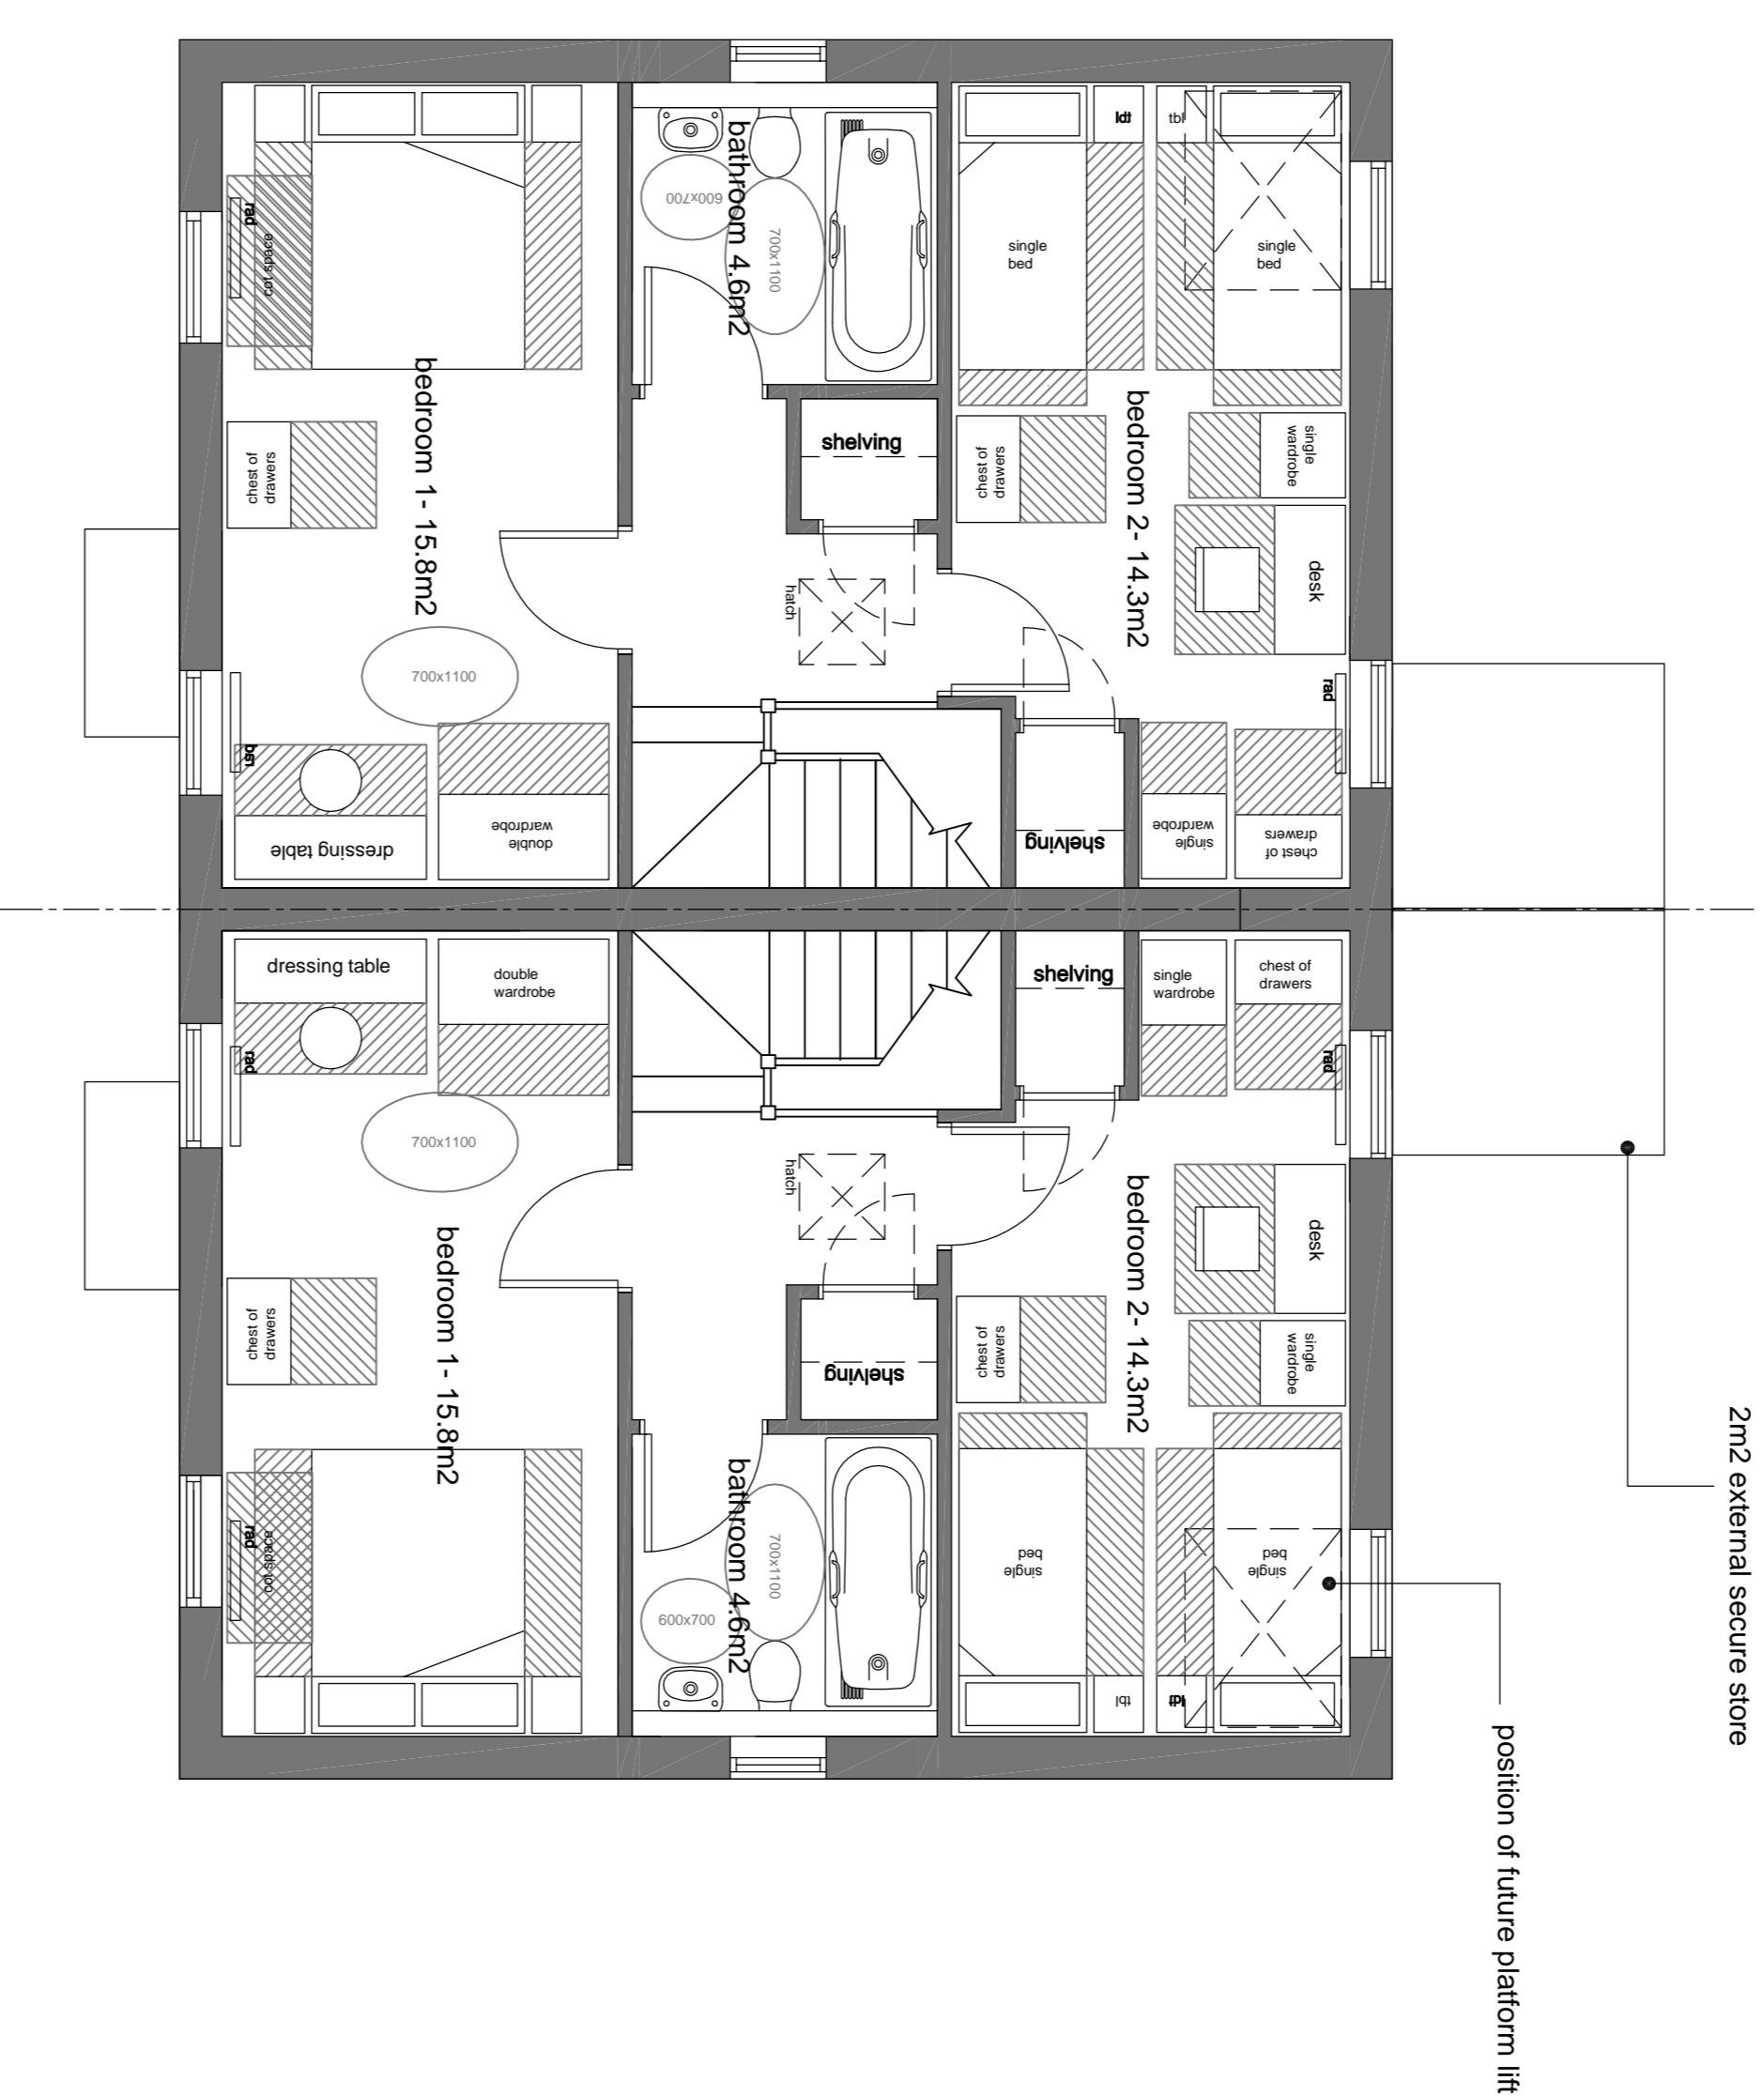 tbl
tbl
single
bed
single
bed
600x700
bathroom 4.6m2
700x1100
rad
cot space
bedroom 1- 15.8m2
chest of
drawers
shelving
bedroom 2- 14.3m2
chest of
drawers
single
wardrobe
desk
hatch
700x1100
rad
rad
dressing table
double
wardrobe
shelving
single
wardrobe
chest of
drawers
dressing table
double
wardrobe
shelving
single
wardrobe
chest of
drawers
rad
rad
700x1100
hatch
bedroom 1- 15.8m2
bedroom 2- 14.3m2
desk
chest of
drawers
shelving
chest of
drawers
single
wardrobe
bathroom 4.6m2
700x1100
600x700
rad
cot space
single
bed
single
bed
tbl
tbl
2m2 external secure store
position of future platform lift